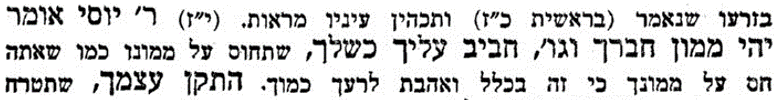 בזרעו שנאמר (בראשית כ"ז) ותכהין עיניו מראות. (י"ז) ר' יוסי אומר
יהי ממון חברך וגו', חביב עליך כשלך, שתחוס על ממונו כמו שאתה
חס על ממונך כי זה בכלל ואהבת לרעך כמוך. התקן עצמך, שתטרח